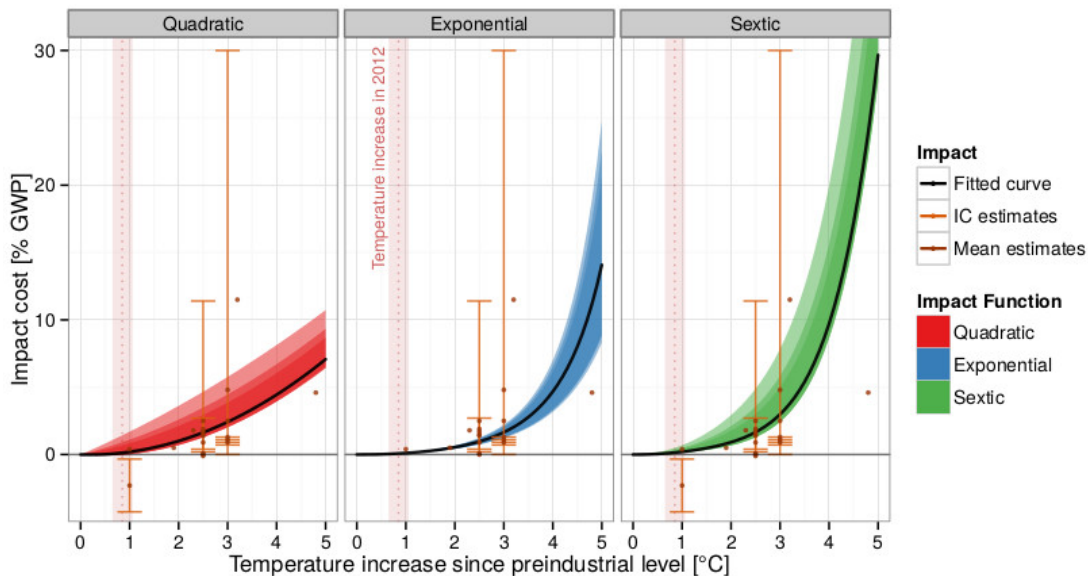 Quadratic
Exponential
Sextic
Impact cost [% GWP]
30
20
10
0
Temperature increase in 2012
0 1 2 3 4 5
0 1 2 3 4 5
0 1 2 3 4 5
Temperature increase since preindustrial level [°C]
Impact
Fitted curve
IC estimates
Mean estimates
Impact Function
Quadratic
Exponential
Sextic